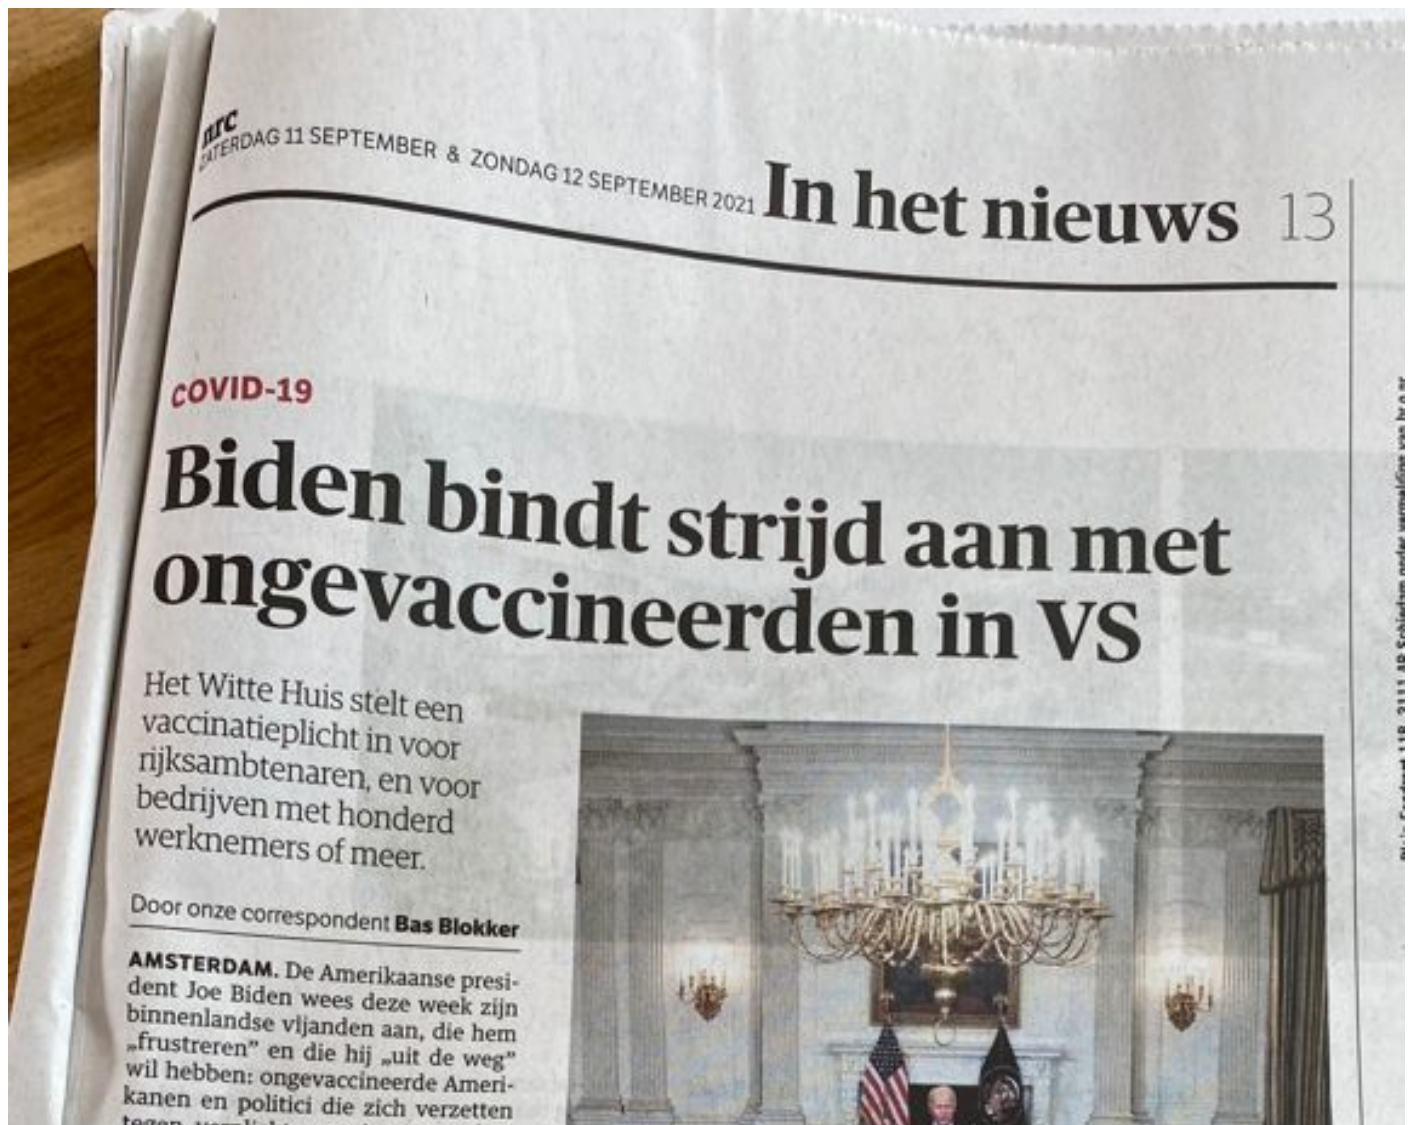 nrc
ZATERDAG 11 SEPTEMBER & ZONDAG 12 SEPTEMBER 2021 In het nieuws 13
COVID-19
Biden bindt strijd aan met
ongevaccineerden in VS
Het Witte Huis stelt een
vaccinatieplicht in voor
rijksambtenaren, en voor
bedrijven met honderd
werknemers of meer.
Door onze correspondent Bas Blokker
AMSTERDAM. De Amerikaanse presi-
dent Joe Biden wees deze week zijn
binnenlandse vijanden aan, die hem
„frustreren” en die hij „uit de weg”
wil hebben: ongevaccineerde Ameri-
kanen en politici die zich verzetten